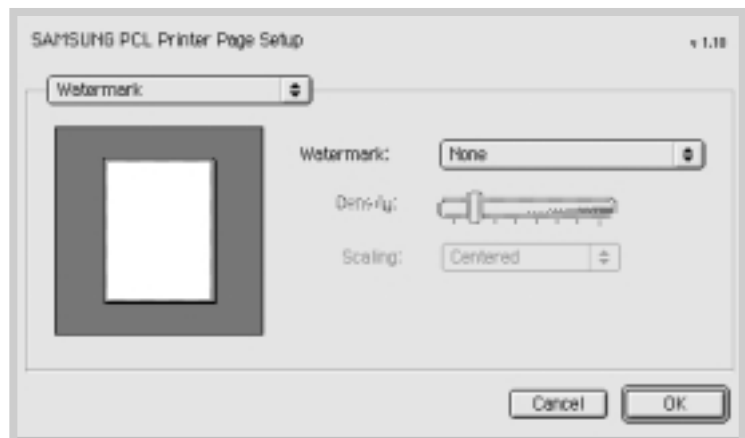 SAMSUNG PCL Printer Page Setup
v 1.10
Watermark
Watermark: None
Density:
Scaling: Centered
Cancel OK